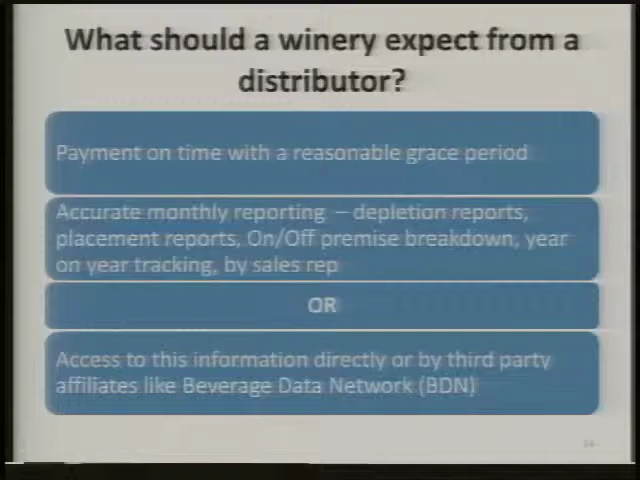 What should a winery expect from a
distributor?
Payment on time with a reasonable grace period
Accurate monthly reporting – depletion reports,
placement reports, On/Off premise breakdown, year
on year tracking, by sales rep
OR
Access to this information directly or by third party
affiliates like Beverage Data Network (BDN)